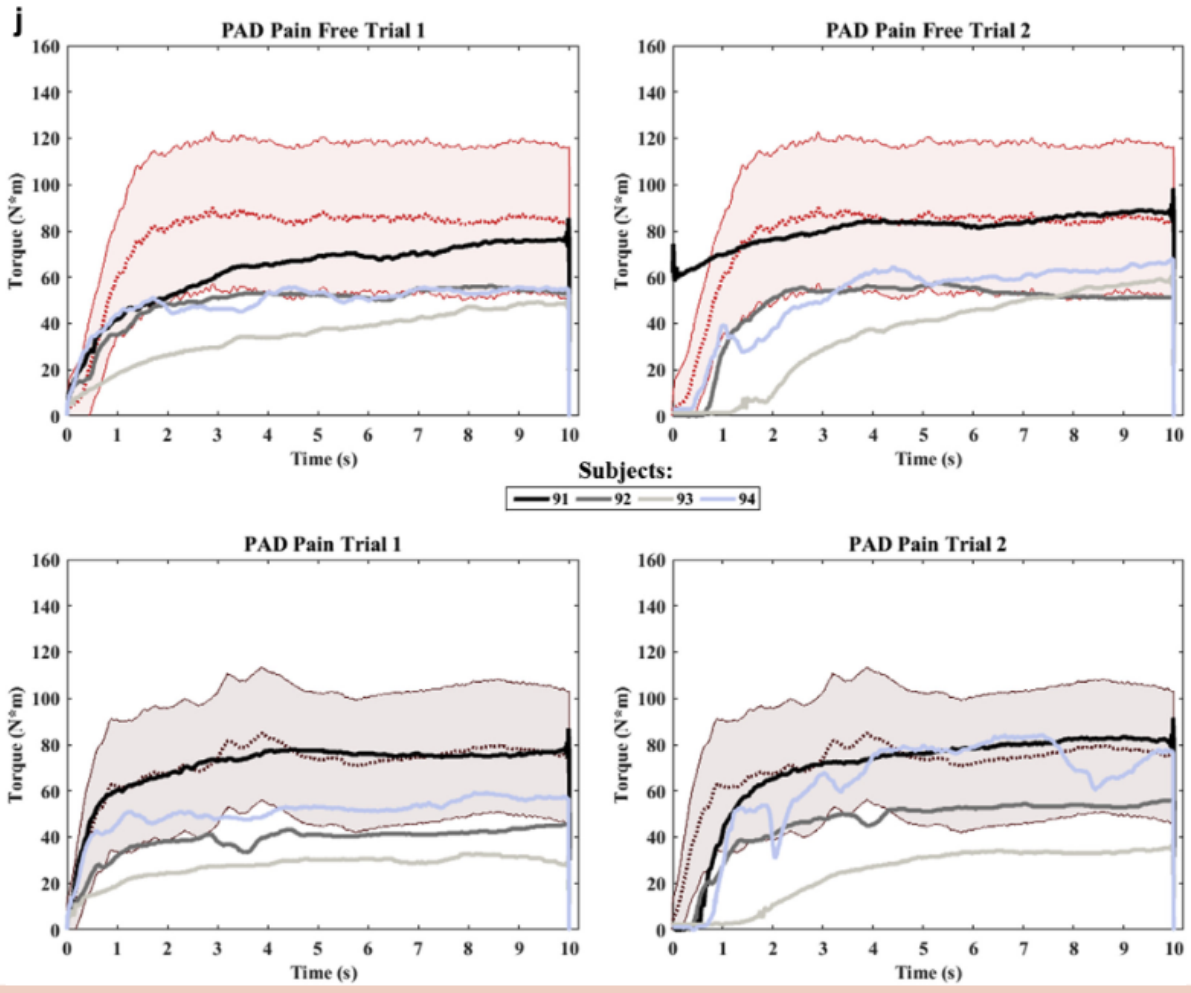 j
PAD Pain Free Trial 1
PAD Pain Free Trial 2
160
140
120
100
80
60
40
20
0
Torque (N*m)
0 1 2 3 4 5 6 7 8 9 10
Time (s)
160
140
120
100
80
60
40
20
0
Torque (N*m)
0 1 2 3 4 5 6 7 8 9 10
Time (s)
Subjects:
91 92 93 94
PAD Pain Trial 1
PAD Pain Trial 2
160
140
120
100
80
60
40
20
0
Torque (N*m)
0 1 2 3 4 5 6 7 8 9 10
Time (s)
160
140
120
100
80
60
40
20
0
Torque (N*m)
0 1 2 3 4 5 6 7 8 9 10
Time (s)